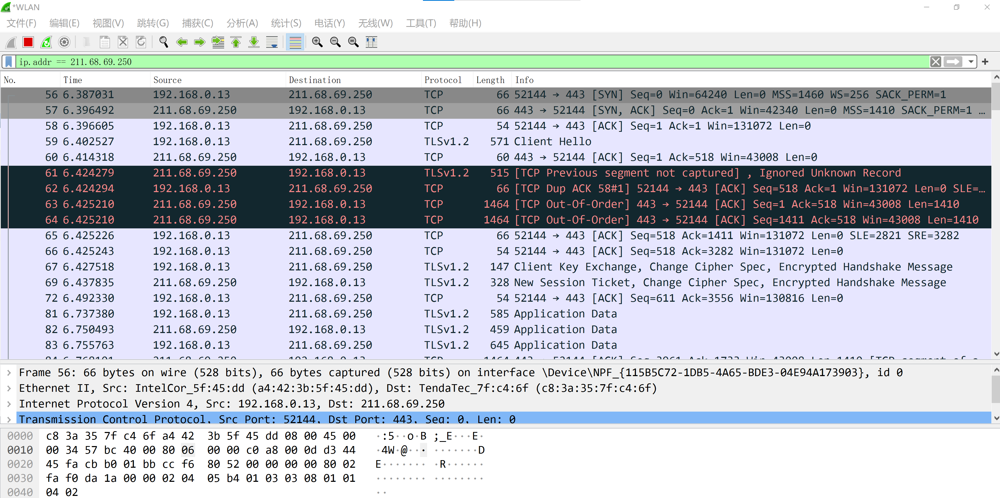 *WLAN
文件(F) 编辑(E) 视图(V) 跳转(G) 捕获(C) 分析(A) 统计(S) 电话(Y) 无线(W) 工具(T) 帮助(H)
ip.addr == 211.68.69.250
No. Time Source Destination Protocol Length Info
56 6.387031 192.168.0.13 211.68.69.250 TCP 66 52144 → 443 [SYN] Seq=0 Win=64240 Len=0 MSS=1460 WS=256 SACK_PERM=1
57 6.396492 211.68.69.250 192.168.0.13 TCP 66 443 → 52144 [SYN, ACK] Seq=0 Ack=1 Win=42340 Len=0 MSS=1410 SACK_PERM=1 …
58 6.396605 192.168.0.13 211.68.69.250 TCP 54 52144 → 443 [ACK] Seq=1 Ack=1 Win=131072 Len=0
59 6.402527 192.168.0.13 211.68.69.250 TLSv1.2 571 Client Hello
60 6.414318 211.68.69.250 192.168.0.13 TCP 60 443 → 52144 [ACK] Seq=1 Ack=518 Win=43008 Len=0
61 6.424279 211.68.69.250 192.168.0.13 TLSv1.2 515 [TCP Previous segment not captured] , Ignored Unknown Record
62 6.424294 192.168.0.13 211.68.69.250 TCP 66 [TCP Dup ACK 58#1] 52144 → 443 [ACK] Seq=518 Ack=1 Win=131072 Len=0 SLE=…
63 6.425210 211.68.69.250 192.168.0.13 TCP 1464 [TCP Out-Of-Order] 443 → 52144 [ACK] Seq=1 Ack=518 Win=43008 Len=1410
64 6.425210 211.68.69.250 192.168.0.13 TCP 1464 [TCP Out-Of-Order] 443 → 52144 [ACK] Seq=1411 Ack=518 Win=43008 Len=1410
65 6.425226 192.168.0.13 211.68.69.250 TCP 66 52144 → 443 [ACK] Seq=518 Ack=1411 Win=131072 Len=0 SLE=2821 SRE=3282
66 6.425243 192.168.0.13 211.68.69.250 TCP 54 52144 → 443 [ACK] Seq=518 Ack=3282 Win=131072 Len=0
67 6.427518 192.168.0.13 211.68.69.250 TLSv1.2 147 Client Key Exchange, Change Cipher Spec, Encrypted Handshake Message
69 6.437835 211.68.69.250 192.168.0.13 TLSv1.2 328 New Session Ticket, Change Cipher Spec, Encrypted Handshake Message
72 6.492330 192.168.0.13 211.68.69.250 TCP 54 52144 → 443 [ACK] Seq=611 Ack=3556 Win=130816 Len=0
81 6.737380 192.168.0.13 211.68.69.250 TLSv1.2 585 Application Data
82 6.750493 211.68.69.250 192.168.0.13 TLSv1.2 459 Application Data
83 6.755763 192.168.0.13 211.68.69.250 TLSv1.2 645 Application Data
Frame 56: 66 bytes on wire (528 bits), 66 bytes captured (528 bits) on interface \Device\NPF_{115B5C72-1DB5-4A65-BDE3-04E94A173903}, id 0
Ethernet II, Src: IntelCor_5f:45:dd (a4:42:3b:5f:45:dd), Dst: TendaTec_7f:c4:6f (c8:3a:35:7f:c4:6f)
Internet Protocol Version 4, Src: 192.168.0.13, Dst: 211.68.69.250
Transmission Control Protocol, Src Port: 52144, Dst Port: 443, Seq: 0, Len: 0
0000 c8 3a 35 7f c4 6f a4 42 3b 5f 45 dd 08 00 45 00 ·:5··o·B ;_E···E·
0010 00 34 57 bc 40 00 80 06 00 00 c0 a8 00 0d d3 44 ·4W·@··· ·······D
0020 45 fa cb b0 01 bb cc f6 80 52 00 00 00 00 80 02 E······· ·R······
0030 fa f0 da 1a 00 00 02 04 05 b4 01 03 03 08 01 01 ········ ········
0040 04 02 ··